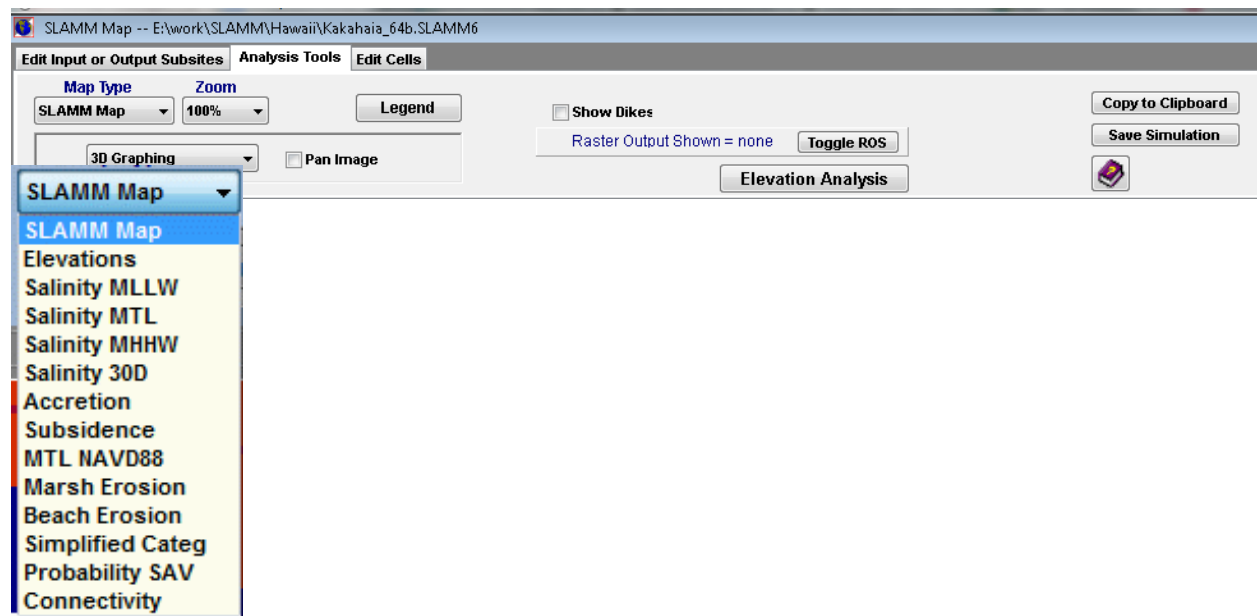 SLAMM Map -- E:\work\SLAMM\Hawaii\Kakahaia_64b.SLAMM6
Edit Input or Output Subsites Analysis Tools Edit Cells
Map Type Zoom
SLAMM Map 100% Legend Show Dikes Copy to Clipboard
Raster Output Shown = none Toggle ROS Save Simulation
3D Graphing Pan Image
Elevation Analysis
SLAMM Map
SLAMM Map
Elevations
Salinity MLLW
Salinity MTL
Salinity MHHW
Salinity 30D
Accretion
Subsidence
MTL NAVD88
Marsh Erosion
Beach Erosion
Simplified Categ
Probability SAV
Connectivity